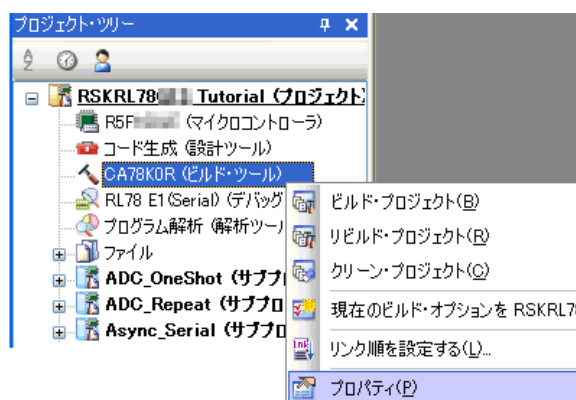 プロジェクト・ツリー
RSKRL78 Tutorial (プロジェクト)
R5F (マイクロコントローラ)
コード生成 (設計ツール)
CA78K0R (ビルド・ツール)
RL78 E1(Serial) (デバッグ
プログラム解析 (解析ツー
ファイル
ADC_OneShot (サブプ
ADC_Repeat (サブプロ
Async_Serial (サブプロ
ビルド・プロジェクト(B)
リビルド・プロジェクト(R)
クリーン・プロジェクト(C)
現在のビルド・オプションを RSKRL78
リンク順を設定する(L)...
プロパティ(P)